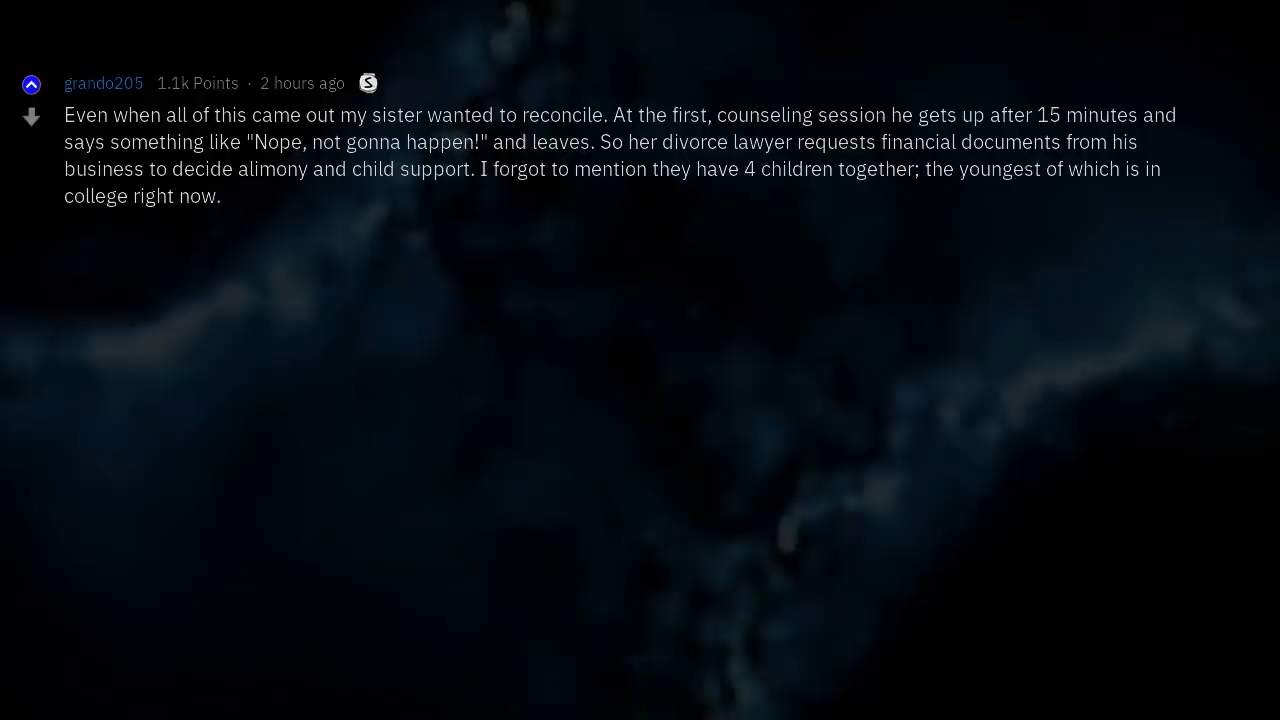 grando205 1.1k Points · 2 hours ago S
Even when all of this came out my sister wanted to reconcile. At the first, counseling session he gets up after 15 minutes and
says something like "Nope, not gonna happen!" and leaves. So her divorce lawyer requests financial documents from his
business to decide alimony and child support. I forgot to mention they have 4 children together; the youngest of which is in
college right now.